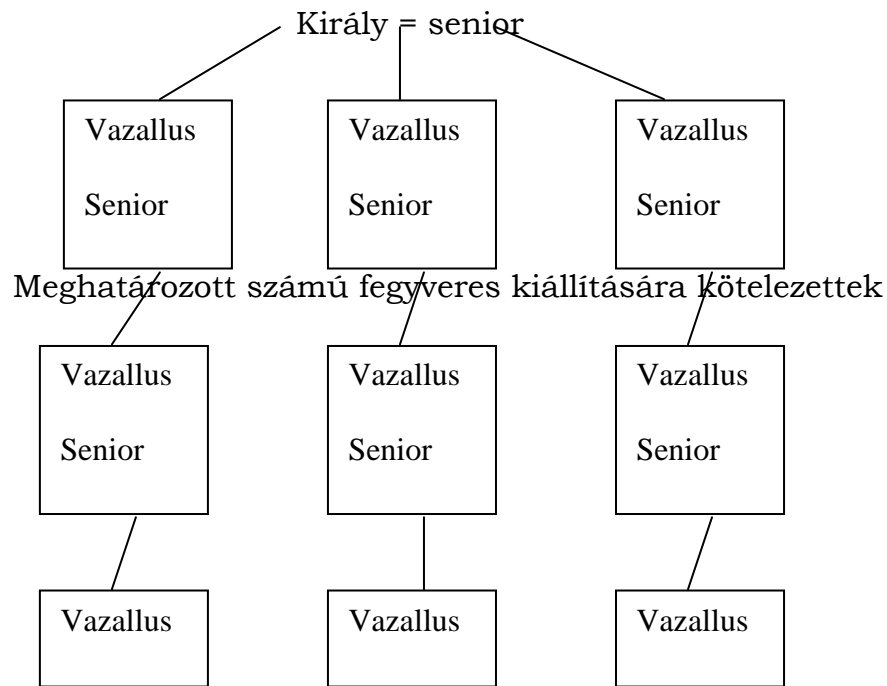 Király = senior
Vazallus Vazallus Vazallus
Senior Senior Senior
Meghatározott számú fegyveres kiállítására kötelezettek
Vazallus Vazallus Vazallus
Senior Senior Senior
Vazallus Vazallus Vazallus